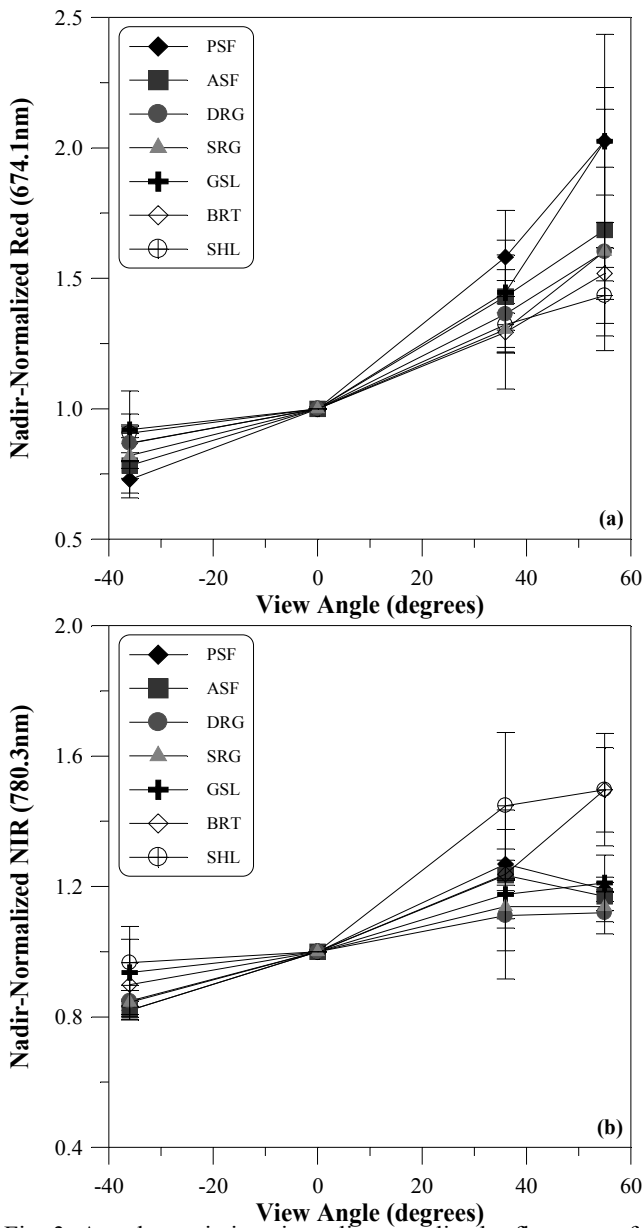 2.5
2.0
1.5
1.0
0.5
Nadir-Normalized Red (674.1nm)
PSF
ASF
DRG
SRG
GSL
BRT
SHL
(a)
-40 -20 0 20 40 60
View Angle (degrees)
2.0
1.6
1.2
0.8
0.4
Nadir-Normalized NIR (780.3nm)
PSF
ASF
DRG
SRG
GSL
BRT
SHL
(b)
-40 -20 0 20 40 60
View Angle (degrees)